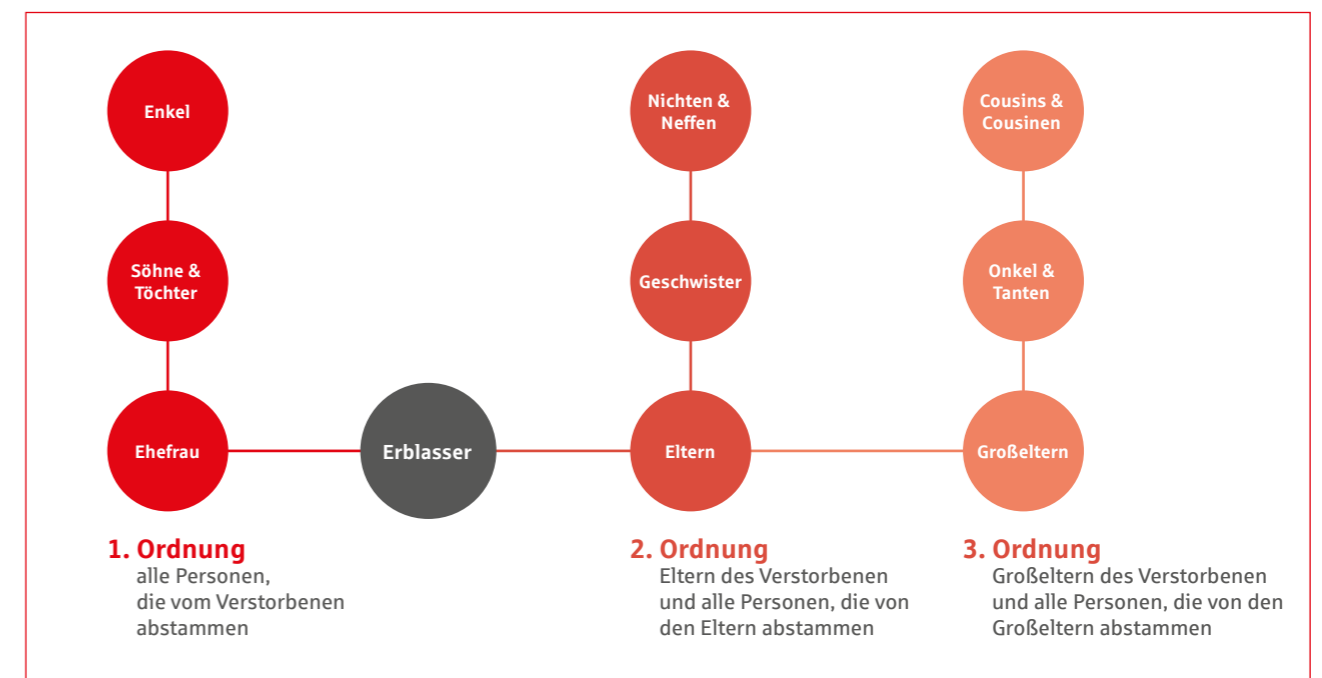 Enkel
Nichten &
Neffen
Cousins &
Cousinen
Söhne &
Töchter
Geschwister
Onkel &
Tanten
Ehefrau
Erblasser
Eltern
Großeltern
1. Ordnung
alle Personen,
die vom Verstorbenen
abstammen
2. Ordnung
Eltern des Verstorbenen
und alle Personen, die von
den Eltern abstammen
3. Ordnung
Großeltern des Verstorbenen
und alle Personen, die von den
Großeltern abstammen